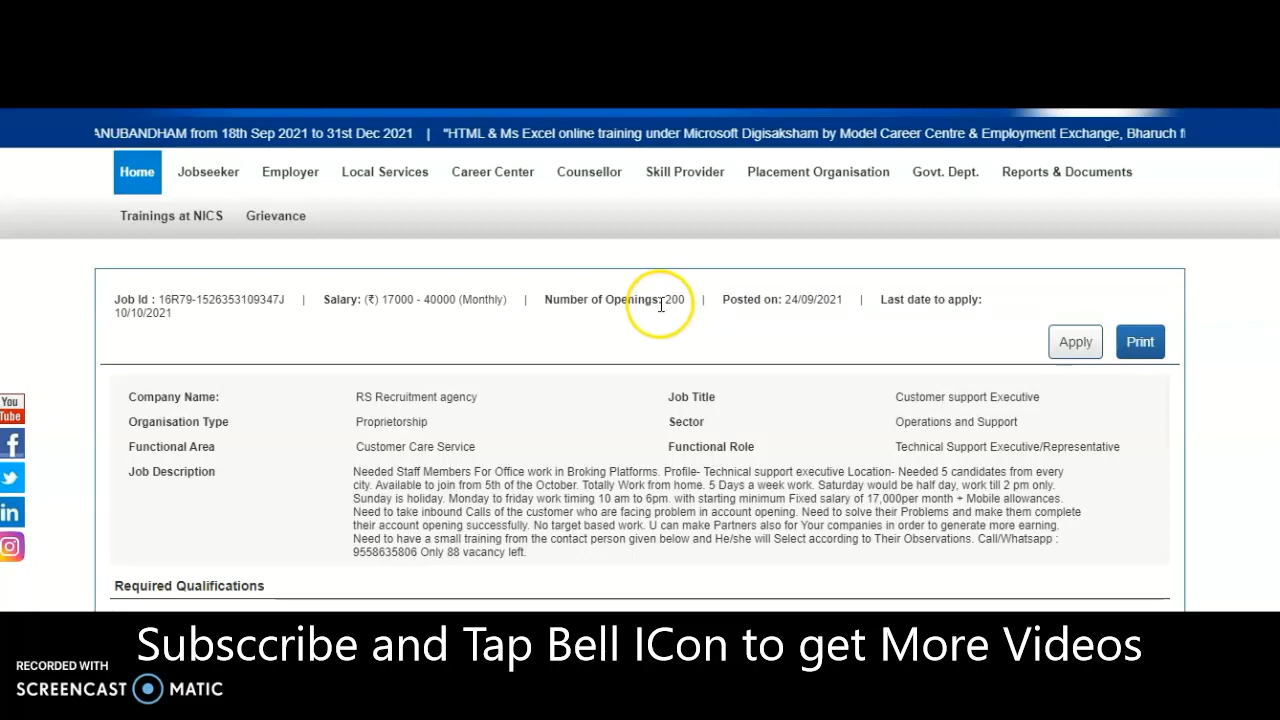 ANUBANDHAM from 18th Sep 2021 to 31st Dec 2021 | "HTML & Ms Excel online training under Microsoft Digisaksham by Model Career Centre & Employment Exchange, Bharuch
Home Jobseeker Employer Local Services Career Center Counsellor Skill Provider Placement Organisation Govt. Dept. Reports & Documents
Trainings at NICS Grievance
Job Id : 16R79-1526353109347J | Salary: (₹) 17000 - 40000 (Monthly) | Number of Openings: 200 | Posted on: 24/09/2021 | Last date to apply:
10/10/2021
Apply Print
Company Name: RS Recruitment agency Job Title Customer support Executive
Organisation Type Proprietorship Sector Operations and Support
Functional Area Customer Care Service Functional Role Technical Support Executive/Representative
Job Description Needed Staff Members For Office work in Broking Platforms. Profile- Technical support executive Location- Needed 5 candidates from every
city. Available to join from 5th of the October. Totally Work from home. 5 Days a week work. Saturday would be half day, work till 2 pm only.
Sunday is holiday. Monday to friday work timing 10 am to 6pm. with starting minimum Fixed salary of 17,000per month + Mobile allowances.
Need to take inbound Calls of the customer who are facing problem in account opening. Need to solve their Problems and make them complete
their account opening successfully. No target based work. U can make Partners also for Your companies in order to generate more earning.
Need to have a small training from the contact person given below and He/she will Select according to Their Observations. Call/Whatsapp :
9558635806 Only 88 vacancy left.
Required Qualifications
You
Tube
Subsccribe and Tap Bell ICon to get More Videos
RECORDED WITH
SCREENCAST MATIC